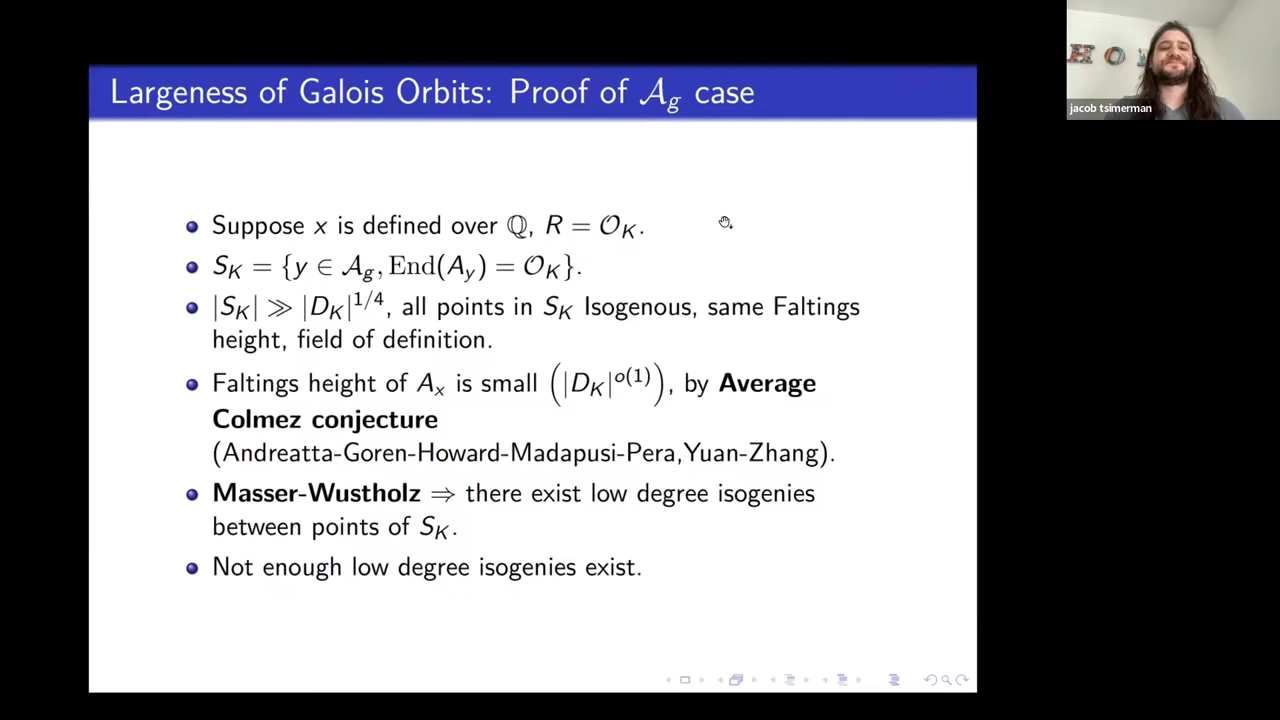 Largeness of Galois Orbits: Proof of 𝒜_g case
jacob tsimerman
Suppose x is defined over ℚ, R = 𝒪_K.
S_K = {y ∈ 𝒜_g, End(A_y) = 𝒪_K}.
|S_K| ≫ |D_K|^{1/4}, all points in S_K Isogenous, same Faltings
height, field of definition.
Faltings height of A_x is small (|D_K|^{o(1)}), by Average
Colmez conjecture
(Andreatta-Goren-Howard-Madapusi-Pera,Yuan-Zhang).
Masser-Wustholz ⇒ there exist low degree isogenies
between points of S_K.
Not enough low degree isogenies exist.